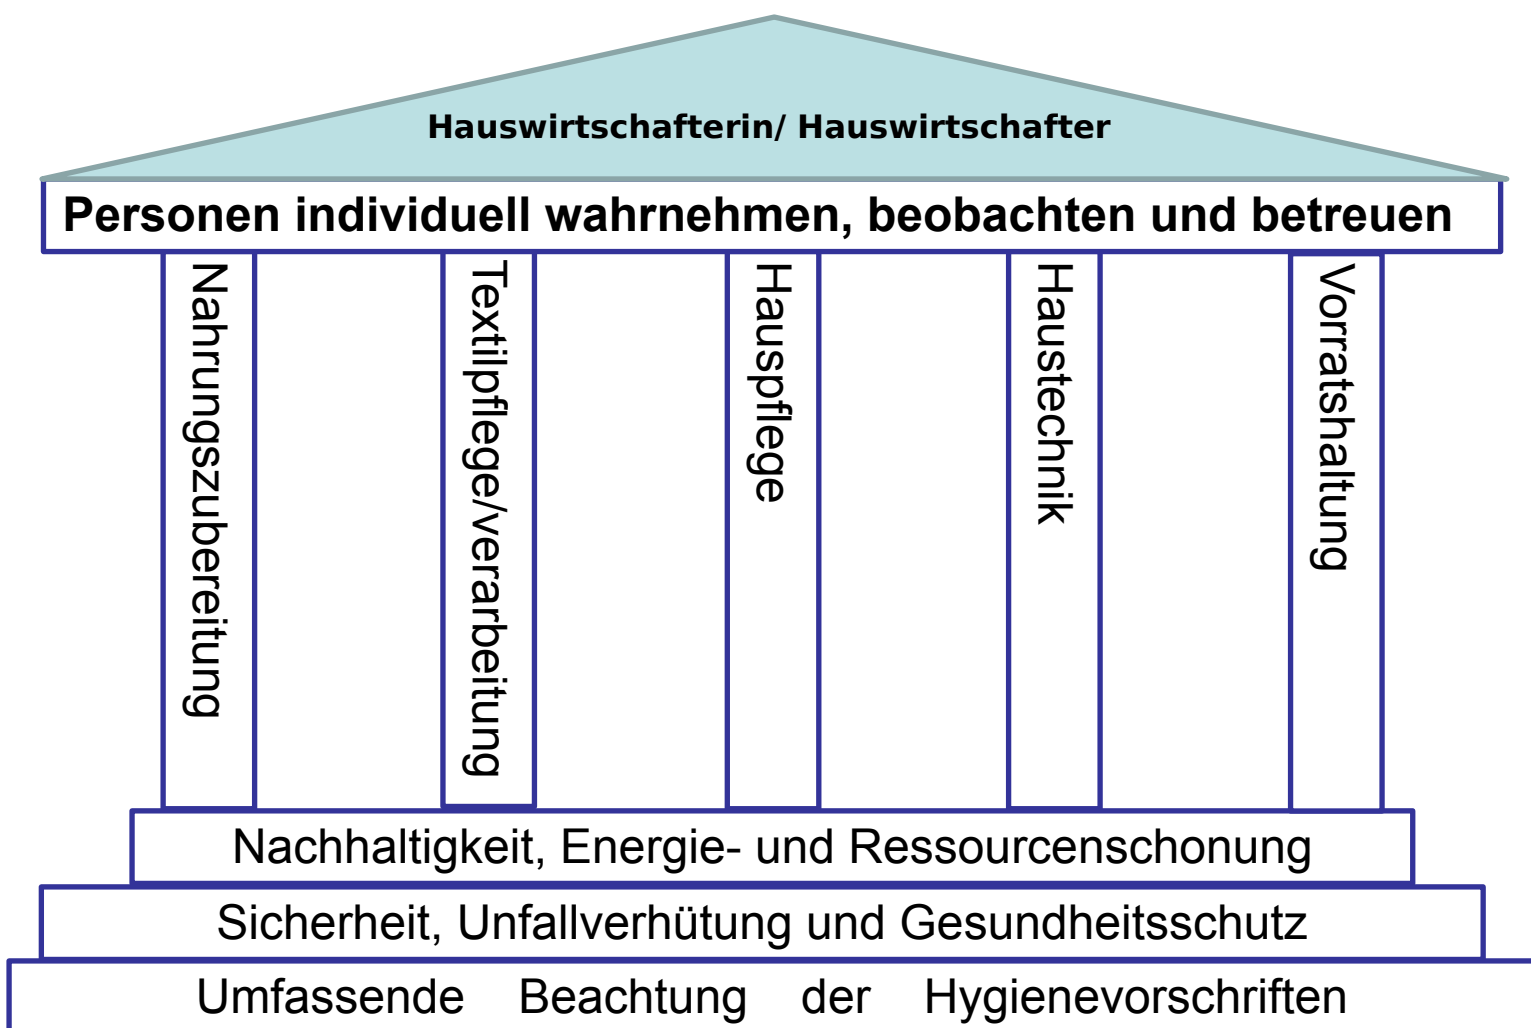 Hauswirtschafterin/ Hauswirtschafter
Personen individuell wahrnehmen, beobachten und betreuen
Nahrungszubereitung
Textilpflege/verarbeitung
Hauspflege
Haustechnik
Vorratshaltung
Nachhaltigkeit, Energie- und Ressourcenschonung
Sicherheit, Unfallverhütung und Gesundheitsschutz
Umfassende Beachtung der Hygienevorschriften